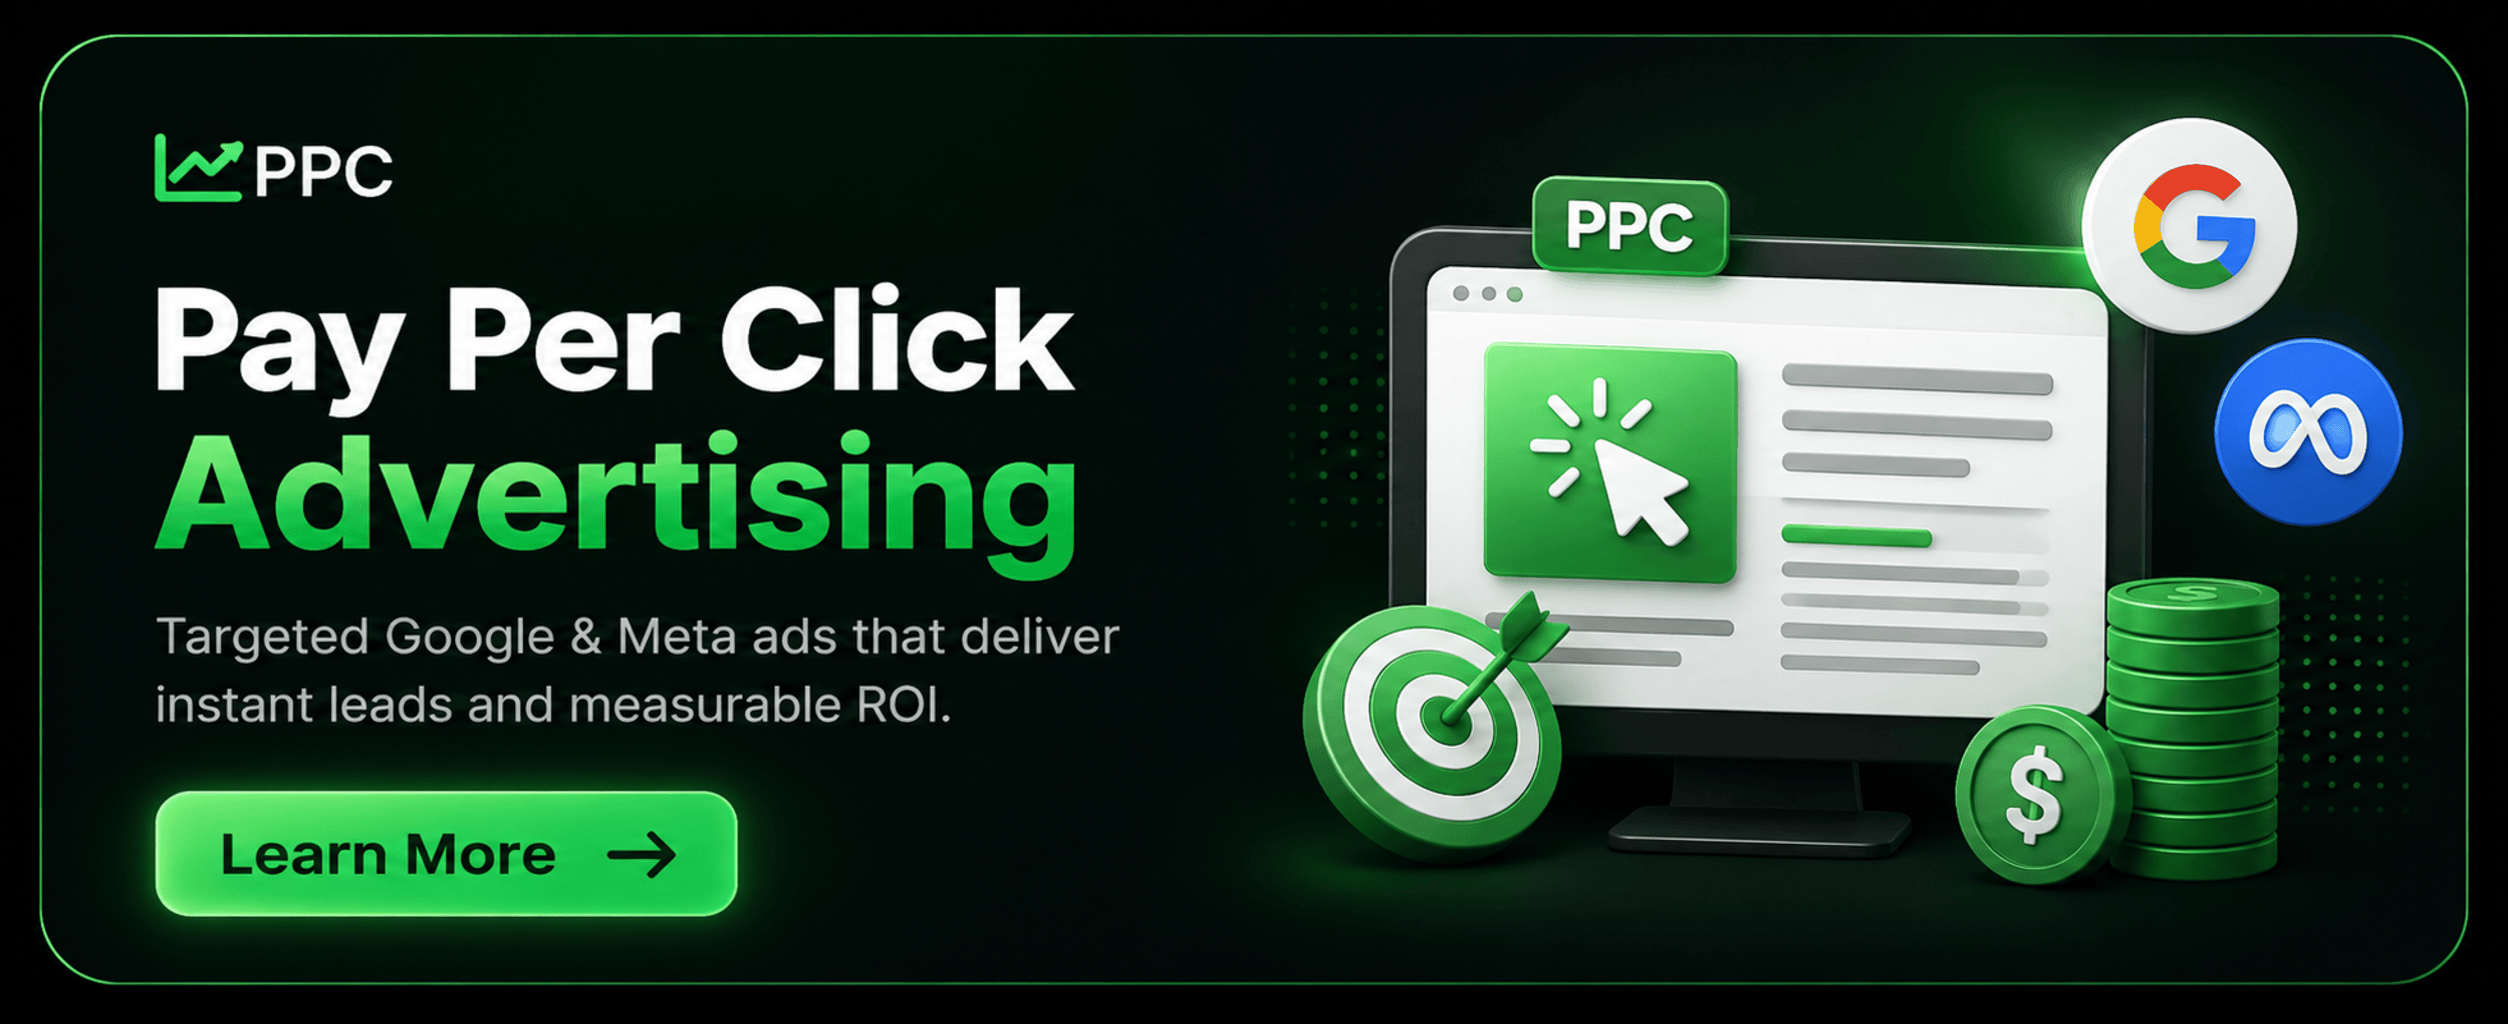 PPC
Pay Per Click
Advertising
Targeted Google & Meta ads that deliver
instant leads and measurable ROI.
Learn More
PPC
G
$
S